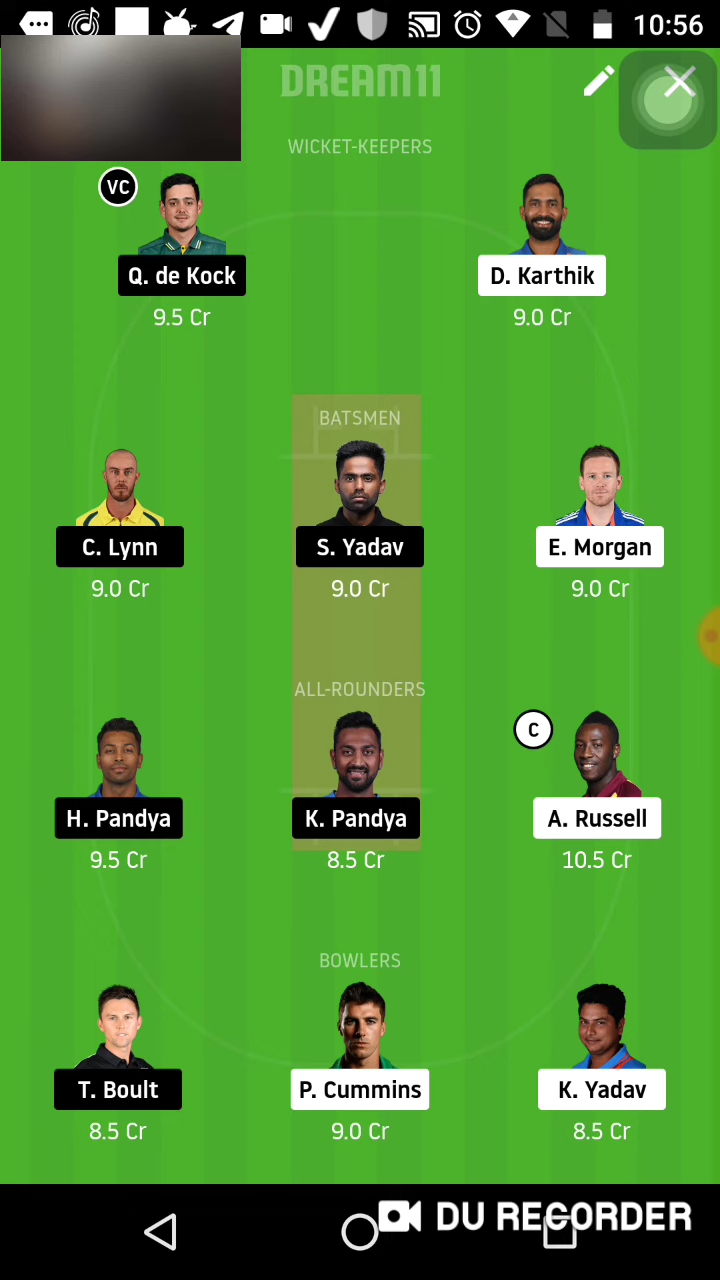 10:56
DREAM11
WICKET-KEEPERS
VC
Q. de Kock
D. Karthik
9.5 Cr
9.0 Cr
BATSMEN
C. Lynn
S. Yadav
E. Morgan
9.0 Cr
9.0 Cr
9.0 Cr
ALL-ROUNDERS
C
H. Pandya
K. Pandya
A. Russell
9.5 Cr
8.5 Cr
10.5 Cr
BOWLERS
T. Boult
P. Cummins
K. Yadav
8.5 Cr
9.0 Cr
8.5 Cr
DU RECORDER